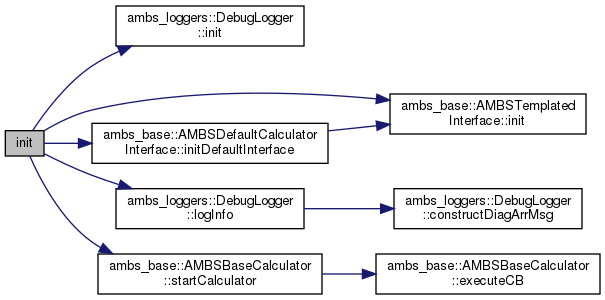 ambs_loggers::DebugLogger
::init
init
ambs_base::AMBSTemplated
Interface::init
ambs_base::AMBSDefaultCalculator
Interface::initDefaultInterface
ambs_loggers::DebugLogger
::logInfo
ambs_loggers::DebugLogger
::constructDiagArrMsg
ambs_base::AMBSBaseCalculator
::startCalculator
ambs_base::AMBSBaseCalculator
::executeCB